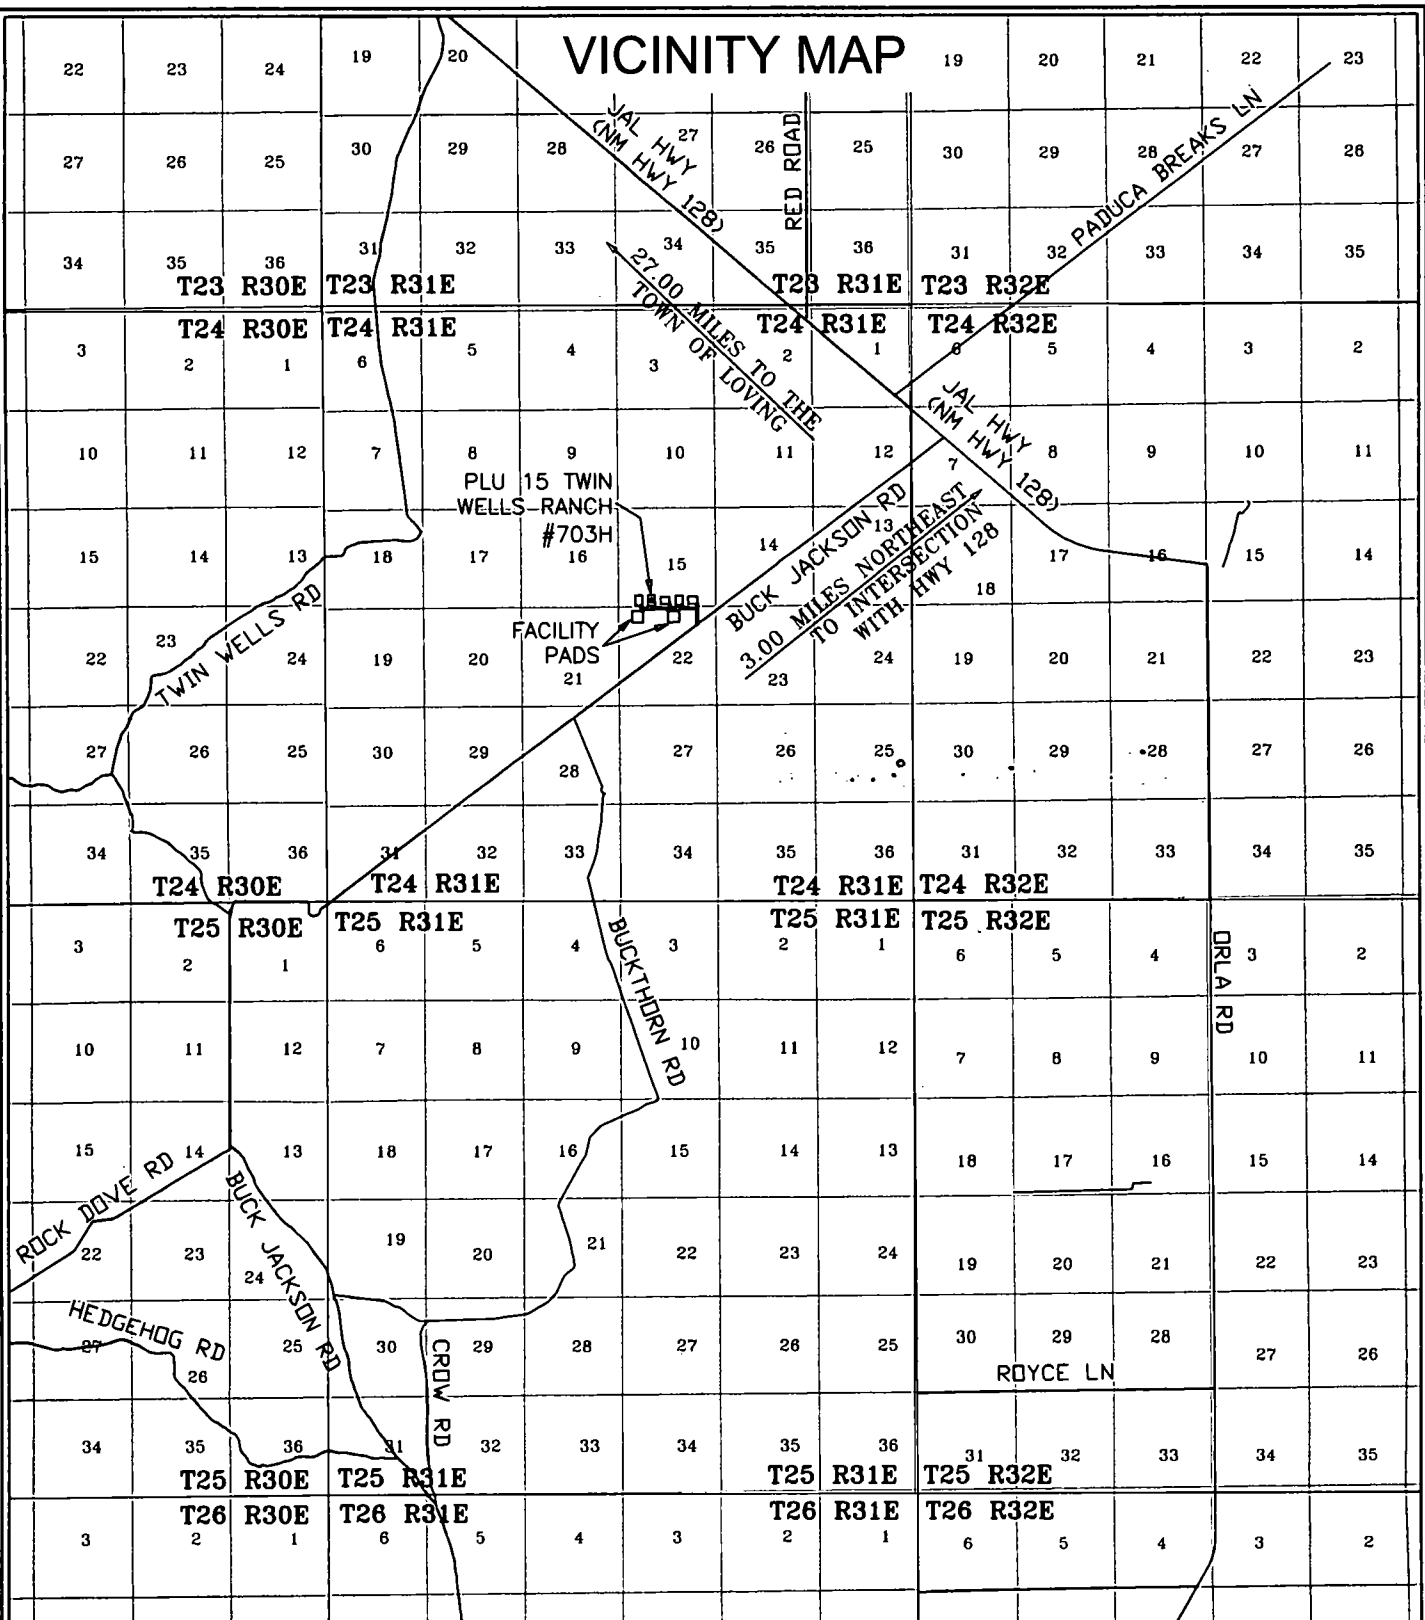 VICINITY MAP
22 23 24 19 20 19 20 21 22 23
JAL HWY
(NM HWY 128)
RED ROAD
PADUCA BREAKS LN
27 26 25 30 29 28 27 26 25 30 29 28 27 26
34 35 36 31 32 33 34 35 36 31 32 33 34 35
T23 R30E T23 R31E T23 R31E T23 R32E
27.00 MILES TO THE
TOWN OF LOVING
T24 R30E T24 R31E T24 R31E T24 R32E
3 2 1 6 5 4 3 2 1 6 5 4 3 2
JAL HWY
(NM HWY 128)
10 11 12 7 8 9 10 11 12 7 8 9 10 11
PLU 15 TWIN
WELLS RANCH
#703H
BUCK JACKSON RD
3.00 MILES NORTHEAST
TO INTERSECTION
WITH HWY 128
15 14 13 18 17 16 15 14 13 18 17 16 15 14
TWIN WELLS RD
FACILITY
PADS
22 23 24 19 20 21 22 23 24 19 20 21 22 23
27 26 25 30 29 28 27 26 25 30 29 28 27 26
34 35 36 31 32 33 34 35 36 31 32 33 34 35
T24 R30E T24 R31E T24 R31E T24 R32E
T25 R30E T25 R31E T25 R31E T25 R32E
3 2 1 6 5 4 3 2 1 6 5 4 3 2
BUCKTHORN RD
ORLA RD
10 11 12 7 8 9 10 11 12 7 8 9 10 11
15 14 13 18 17 16 15 14 13 18 17 16 15 14
ROCK DOVE RD
BUCK JACKSON RD
22 23 24 19 20 21 22 23 24 19 20 21 22 23
HEDGEHOG RD
27 26 25 30 29 28 27 26 25 30 29 28 27 26
CROW RD
ROYCE LN
34 35 36 31 32 33 34 35 36 31 32 33 34 35
T25 R30E T25 R31E T25 R31E T25 R32E
T26 R30E T26 R31E T26 R31E T26 R32E
3 2 1 6 5 4 3 2 1 6 5 4 3 2